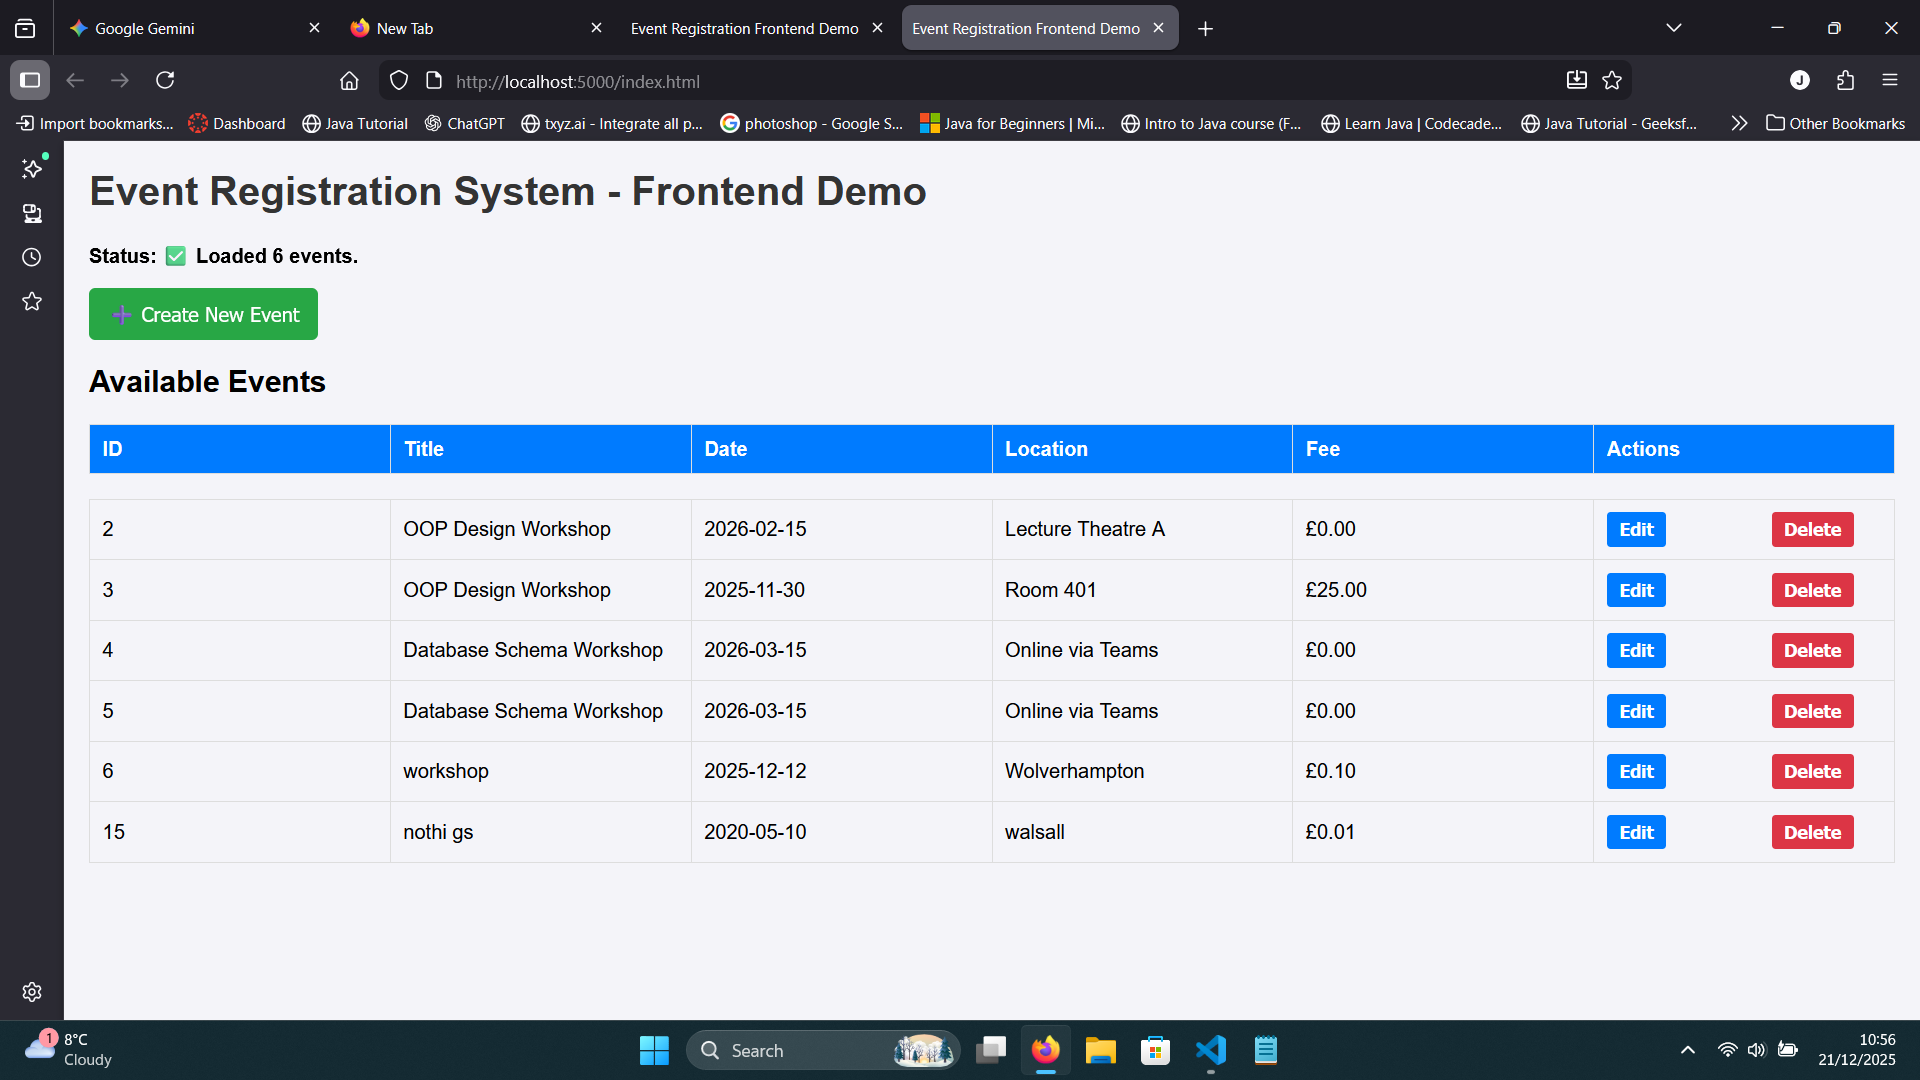 Google Gemini
New Tab
Event Registration Frontend Demo
Event Registration Frontend Demo
http://localhost:5000/index.html
J
Import bookmarks...
Dashboard
Java Tutorial
ChatGPT
txyz.ai - Integrate all p...
photoshop - Google S...
Java for Beginners | Mi...
Intro to Java course (F...
Learn Java | Codecade...
Java Tutorial - Geeksf...
Other Bookmarks
Event Registration System - Frontend Demo
Status: ✅ Loaded 6 events.
➕ Create New Event
Available Events
ID Title Date Location Fee Actions
2 OOP Design Workshop 2026-02-15 Lecture Theatre A £0.00 Edit Delete
3 OOP Design Workshop 2025-11-30 Room 401 £25.00 Edit Delete
4 Database Schema Workshop 2026-03-15 Online via Teams £0.00 Edit Delete
5 Database Schema Workshop 2026-03-15 Online via Teams £0.00 Edit Delete
6 workshop 2025-12-12 Wolverhampton £0.10 Edit Delete
15 nothi gs 2020-05-10 walsall £0.01 Edit Delete
1
8°C
Cloudy
Search
10:56
21/12/2025